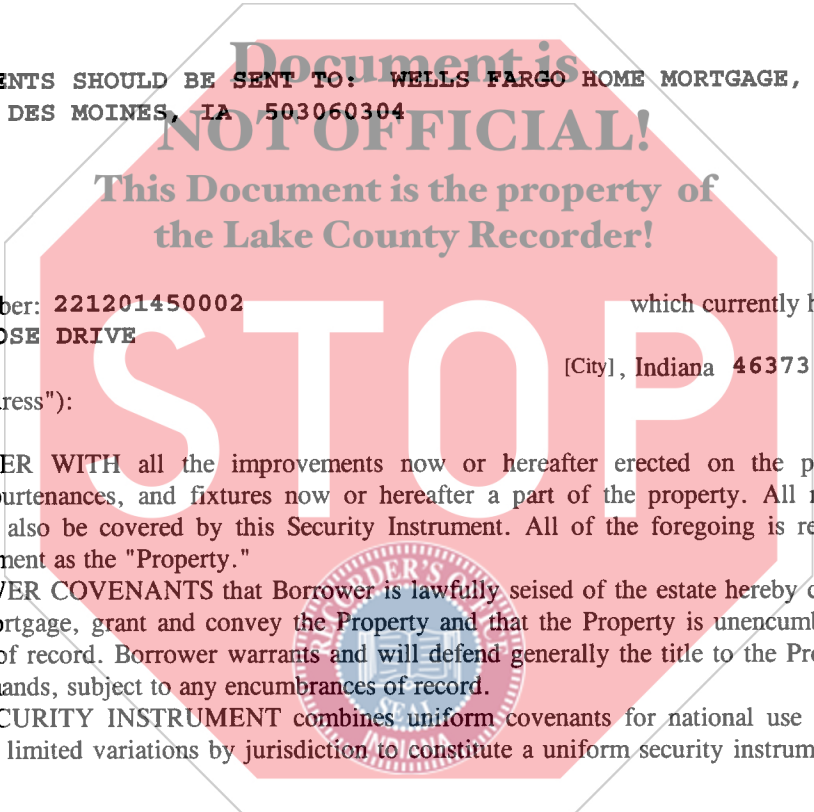 Document is
ENTS SHOULD BE SENT TO: WELLS FARGO HOME MORTGAGE,
DES MOINES, IA 503060304
NOT OFFICIAL!
This Document is the property of
the Lake County Recorder!
ber: 221201450002 which currently h
OSE DRIVE
[City], Indiana 46373
ress"):
STOP
ER WITH all the improvements now or hereafter erected on the p
urtenances, and fixtures now or hereafter a part of the property. All r
also be covered by this Security Instrument. All of the foregoing is re
ment as the "Property."
VER COVENANTS that Borrower is lawfully seised of the estate hereby c
ortgage, grant and convey the Property and that the Property is unencumb
of record. Borrower warrants and will defend generally the title to the Pro
ands, subject to any encumbrances of record.
CURITY INSTRUMENT combines uniform covenants for national use
limited variations by jurisdiction to constitute a uniform security instrum
RECORDER'S OFFICE
SEAL
INDIANA